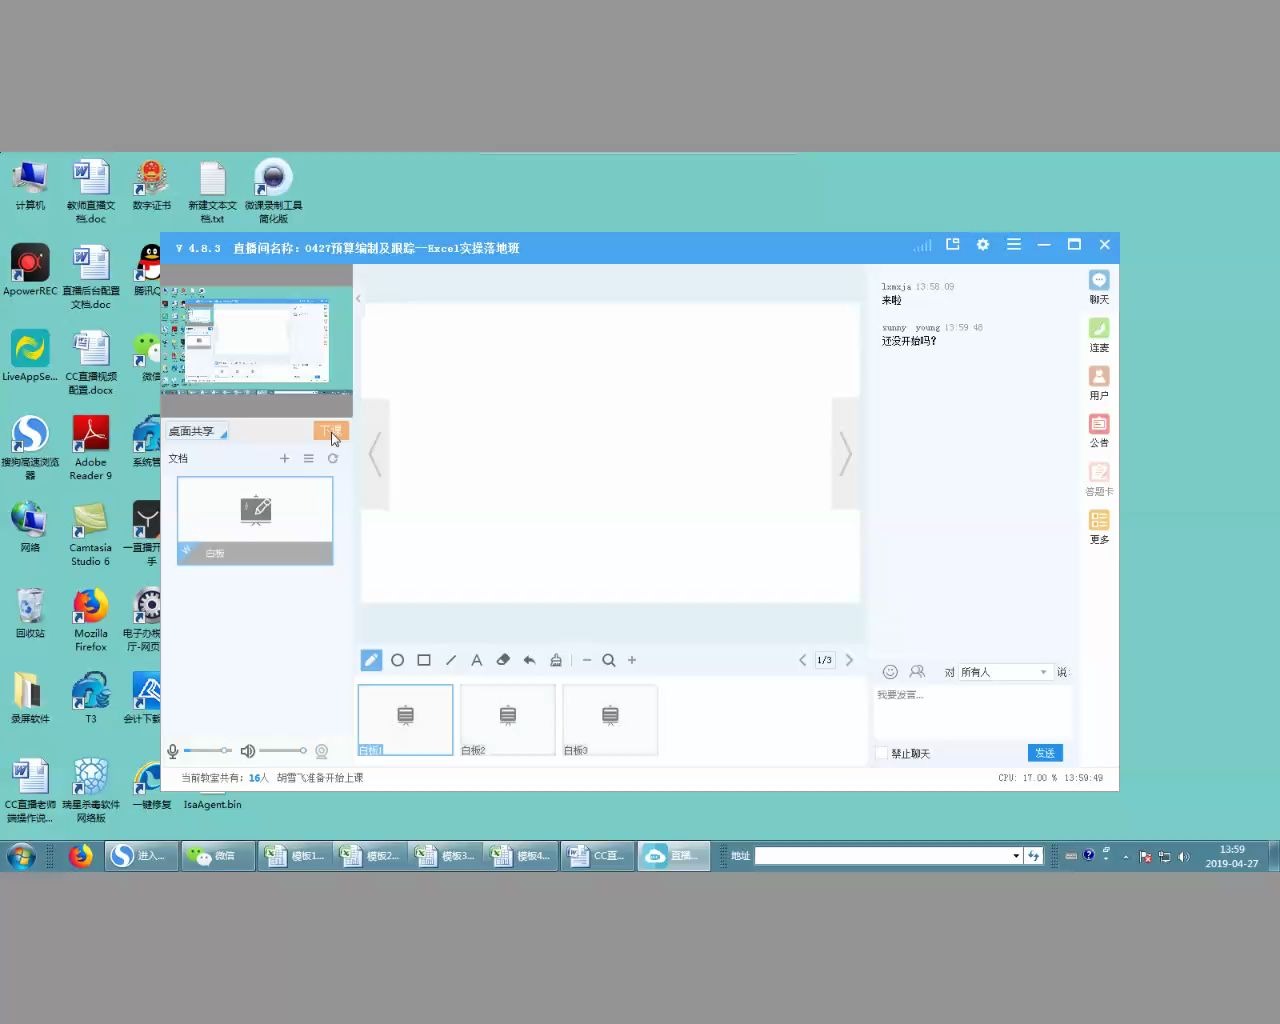 计算机
教师直播文
档.doc
数字证书
新建文本文
档.txt
微课录制工具
简化版
ApowerREC
直播后台配置
文档.doc
腾讯Q
LiveAppSe...
CC直播视频
配置.docx
微信
搜狗高速浏览
器
Adobe
Reader 9
系统管
网络
Camtasia
Studio 6
一直播开
手
回收站
Mozilla
Firefox
电子办税
厅-网页
录屏软件
T3
会计下载
CC直播老师
端操作说...
瑞星杀毒软件
网络版
一键修复
IsaAgent.bin
V 4.8.3 直播间名称：0427预算编制及跟踪—Excel实操落地班
桌面共享
下课
文档
白板
lxmxja 13:58:09
来啦
sunny young 13:59:48
还没开始吗？
聊天
连麦
用户
公告
答题卡
更多
1/3
白板1
白板2
白板3
对 所有人 说:
我要发言...
禁止聊天
发送
当前教室共有: 16人 胡雪飞准备开始上课
CPU: 17.00 % 13:59:49
进入...
微信
模板1...
模板2...
模板3...
模板4...
CC直...
直播...
地址
13:59
2019-04-27